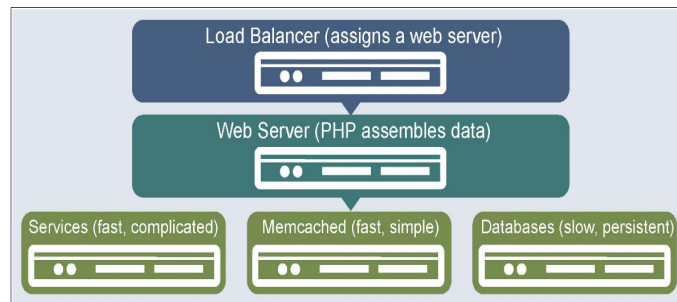 Load Balancer (assigns a web server)
Web Server (PHP assembles data)
Services (fast, complicated)
Memcached (fast, simple)
Databases (slow, persistent)